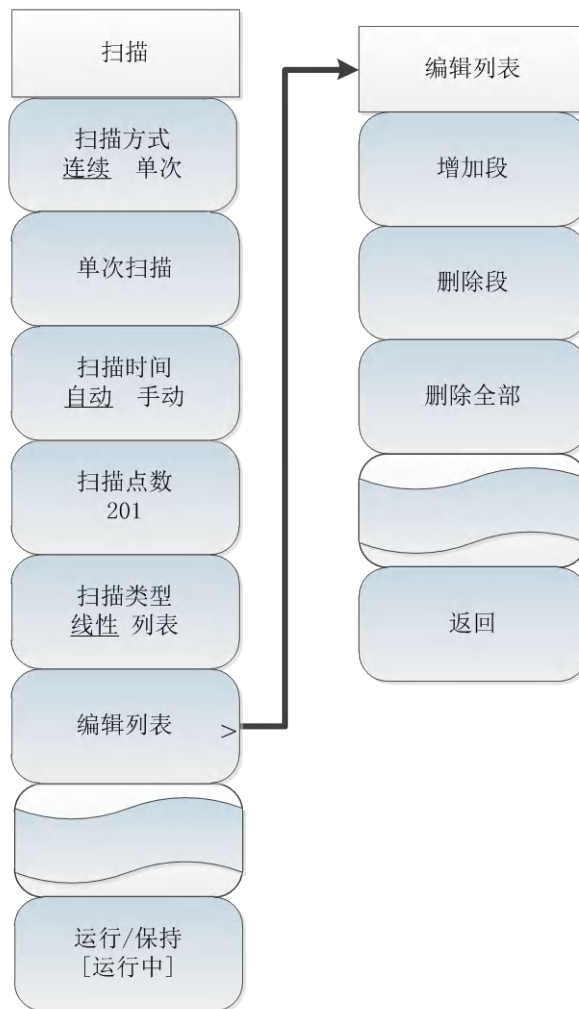 扫描
扫描方式
连续 单次
单次扫描
扫描时间
自动 手动
扫描点数
201
扫描类型
线性 列表
编辑列表 >
运行/保持
[运行中]
编辑列表
增加段
删除段
删除全部
返回